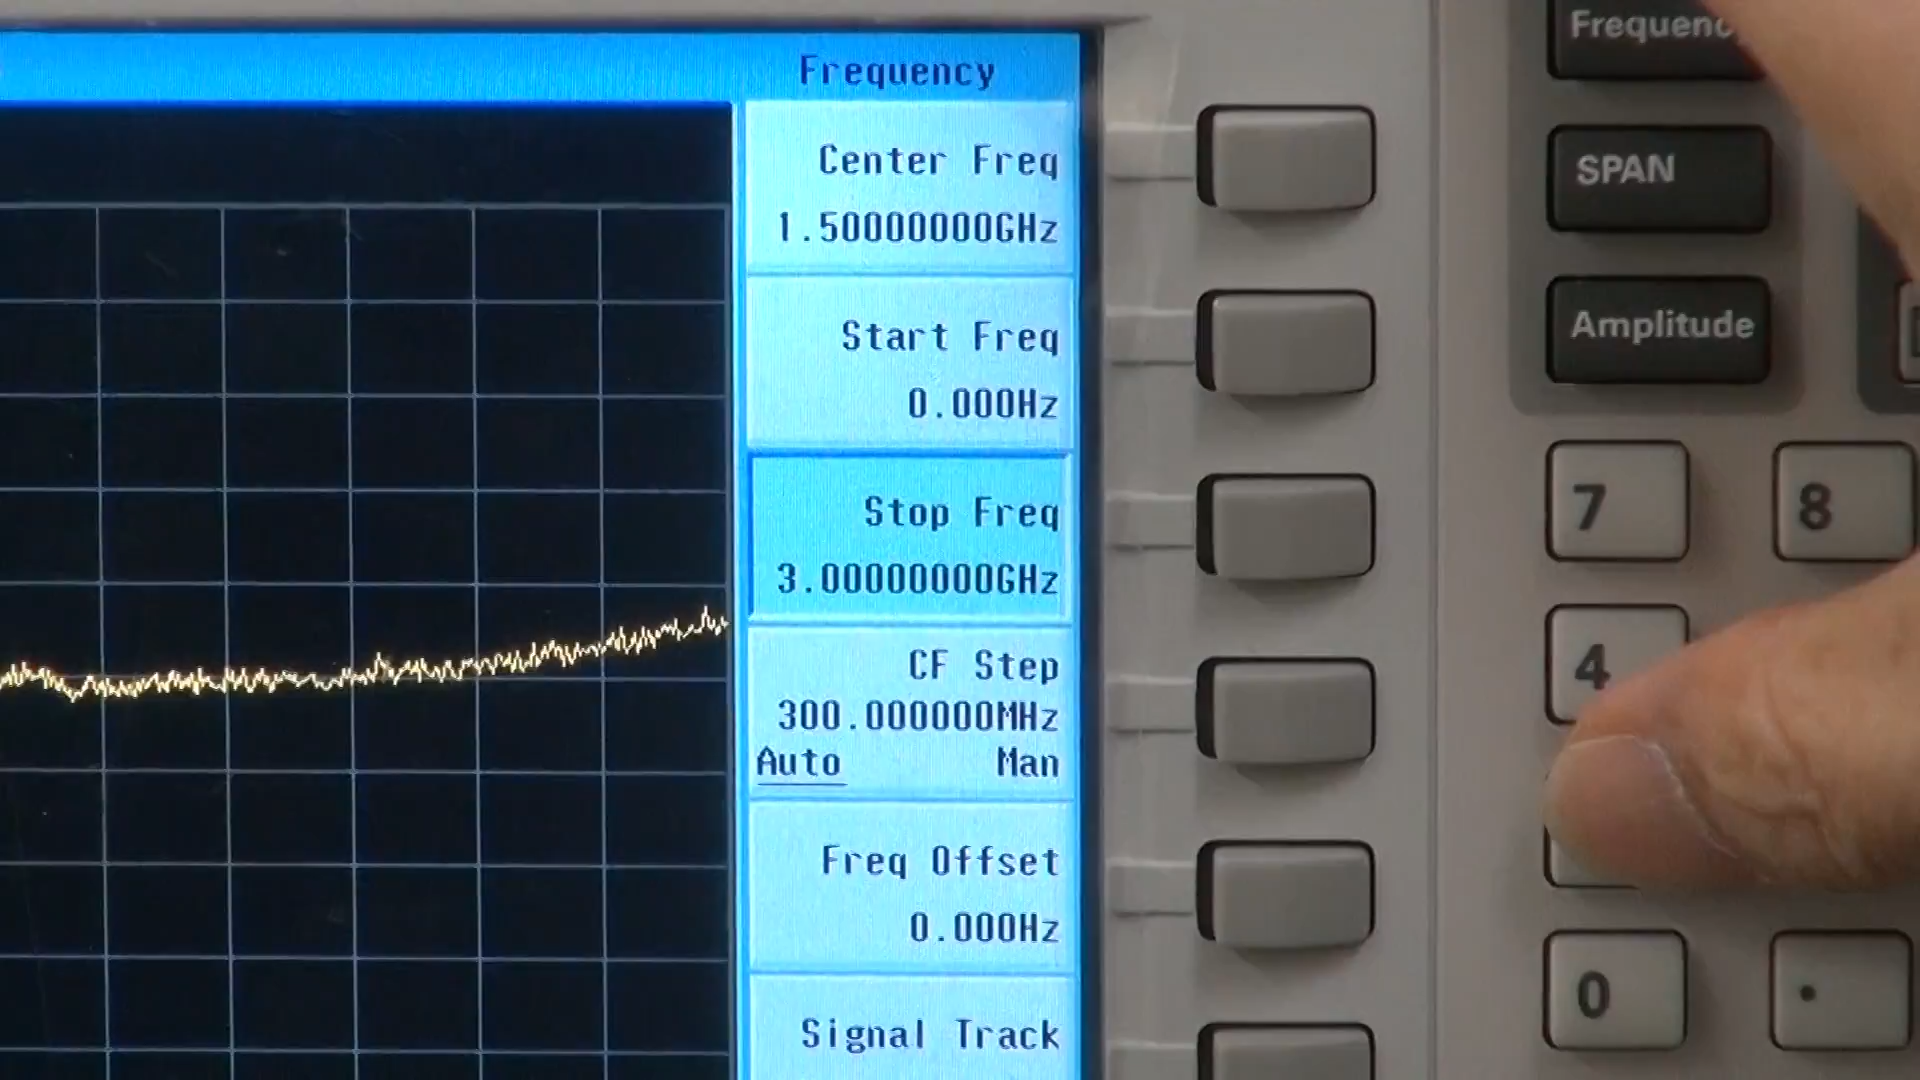 Frequency
Center Freq
1.50000000GHz
Start Freq
0.000Hz
Stop Freq
3.00000000GHz
CF Step
300.000000MHz
Auto Man
Freq Offset
0.000Hz
Signal Track
Frequenc
SPAN
Amplitude
7 8
4
0 .